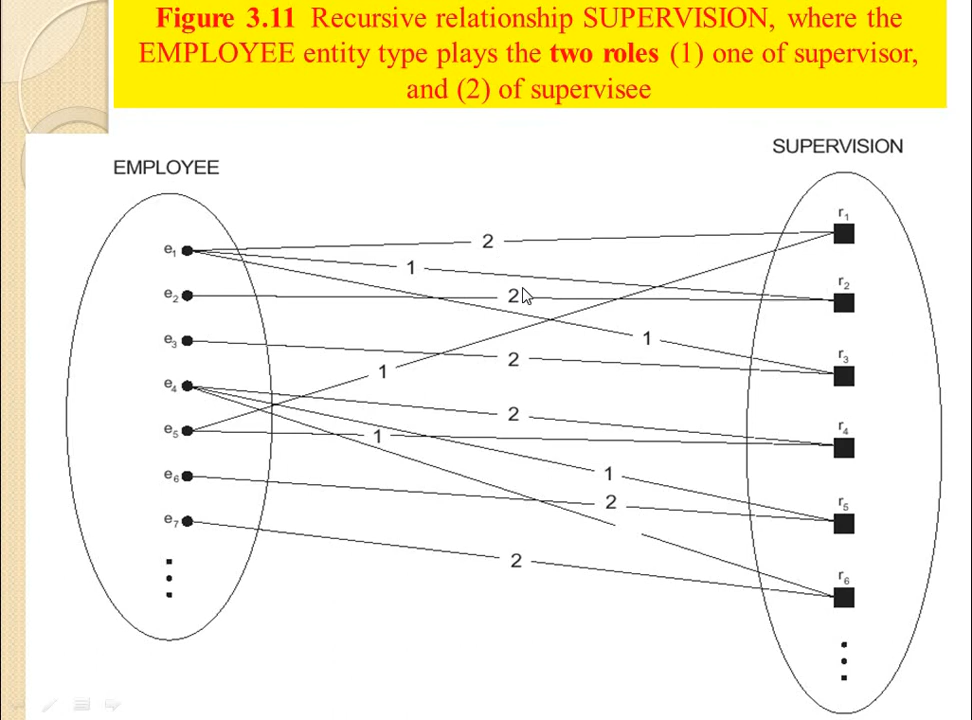 Figure 3.11 Recursive relationship SUPERVISION, where the
EMPLOYEE entity type plays the two roles (1) one of supervisor,
and (2) of supervisee
SUPERVISION
EMPLOYEE
r1
e1
2
1
r2
e2
2
1
e3
r3
2
1
e4
2
r4
e5
1
1
e6
2
r5
e7
2
r6